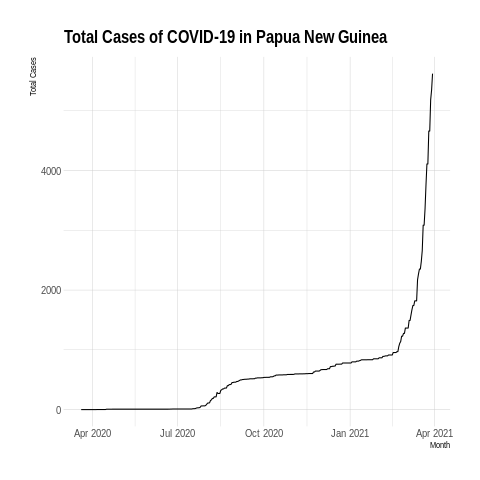 Total Cases of COVID-19 in Papua New Guinea
Total Cases
4000
2000
0
Apr 2020
Jul 2020
Oct 2020
Jan 2021
Apr 2021
Month